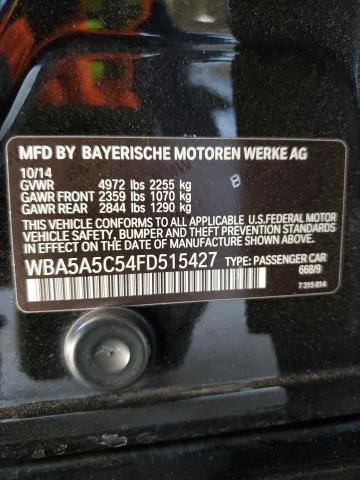 MFD BY BAYERISCHE MOTOREN WERKE AG
10/14
GVWR 4972 lbs 2255 kg
GAWR FRONT 2359 lbs 1070 kg
GAWR REAR 2844 lbs 1290 kg
THIS VEHICLE CONFORMS TO ALL APPLICABLE U.S.FEDERAL MOTOR
VEHICLE SAFETY, BUMPER AND THEFT PREVENTION STANDARDS
IN EFFECT ON THE DATE OF MANUFACTURE SHOWN ABOVE.
WBA5A5C54FD515427 TYPE: PASSENGER CAR
668/9
7 315 614